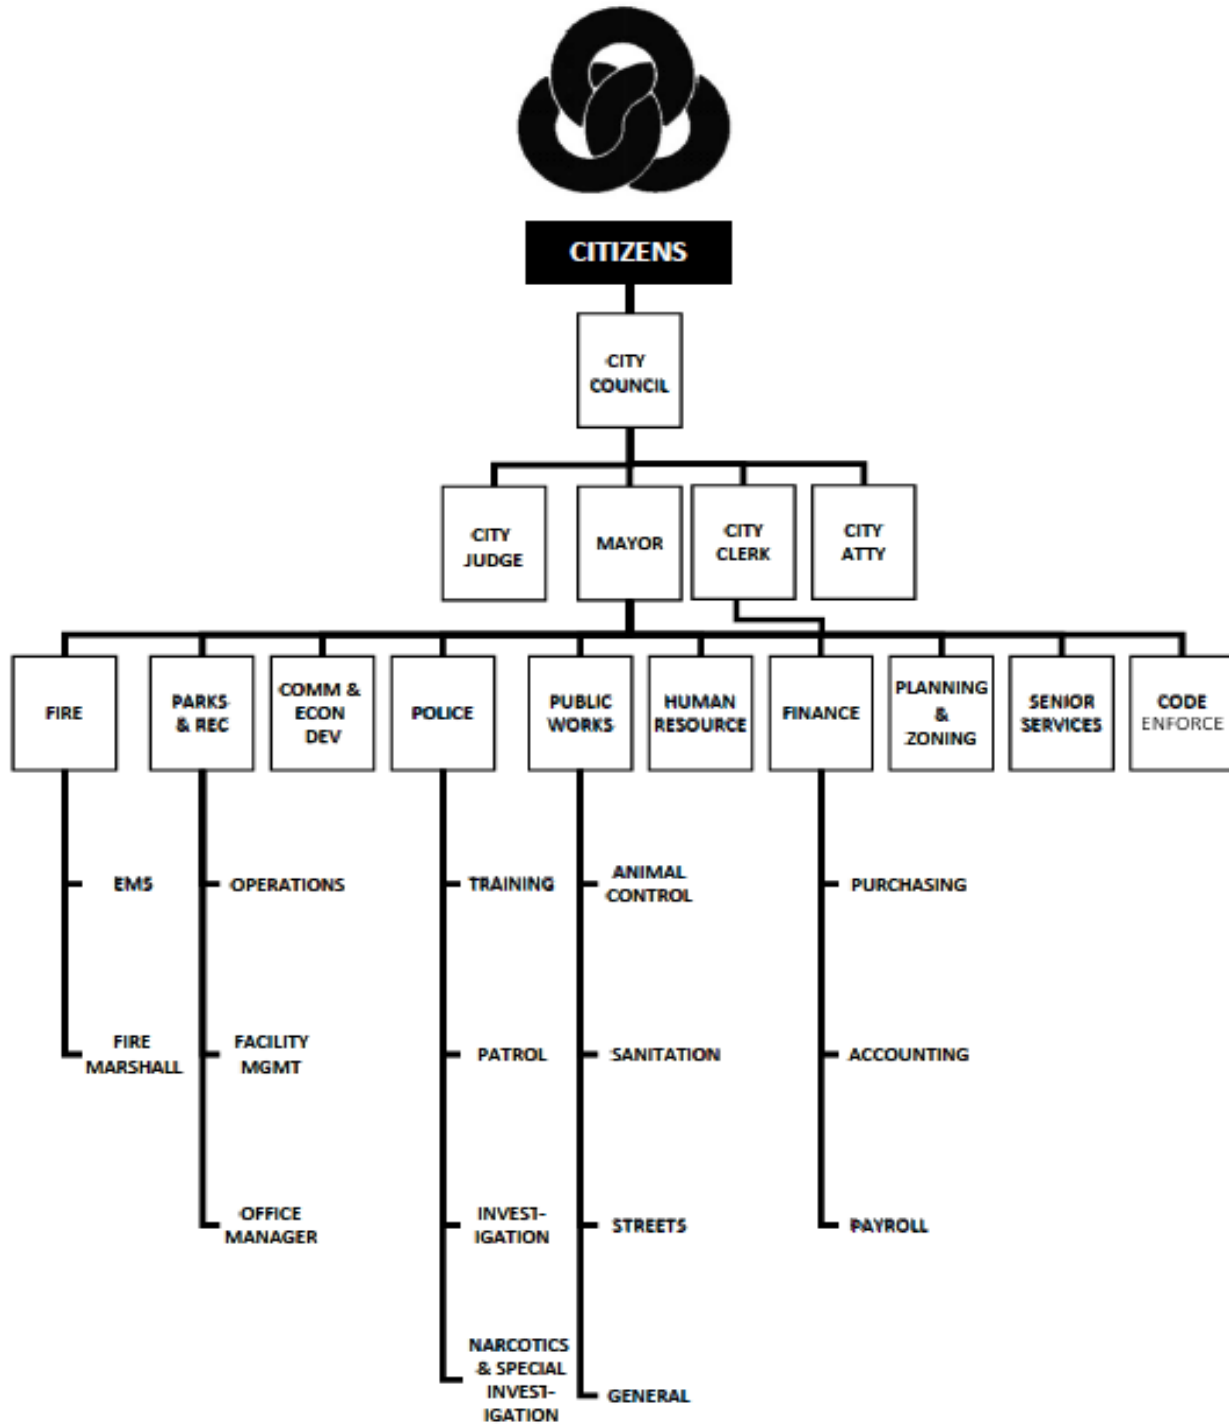 CITIZENS
CITY
COUNCIL
CITY
JUDGE
MAYOR
CITY
CLERK
CITY
ATTY
FIRE
PARKS
& REC
COMM &
ECON
DEV
POLICE
PUBLIC
WORKS
HUMAN
RESOURCE
FINANCE
PLANNING
&
ZONING
SENIOR
SERVICES
CODE
ENFORCE
EMS
FIRE
MARSHALL
OPERATIONS
FACILITY
MGMT
OFFICE
MANAGER
TRAINING
PATROL
INVEST-
IGATION
NARCOTICS
& SPECIAL
INVEST-
IGATION
ANIMAL
CONTROL
SANITATION
STREETS
GENERAL
PURCHASING
ACCOUNTING
PAYROLL